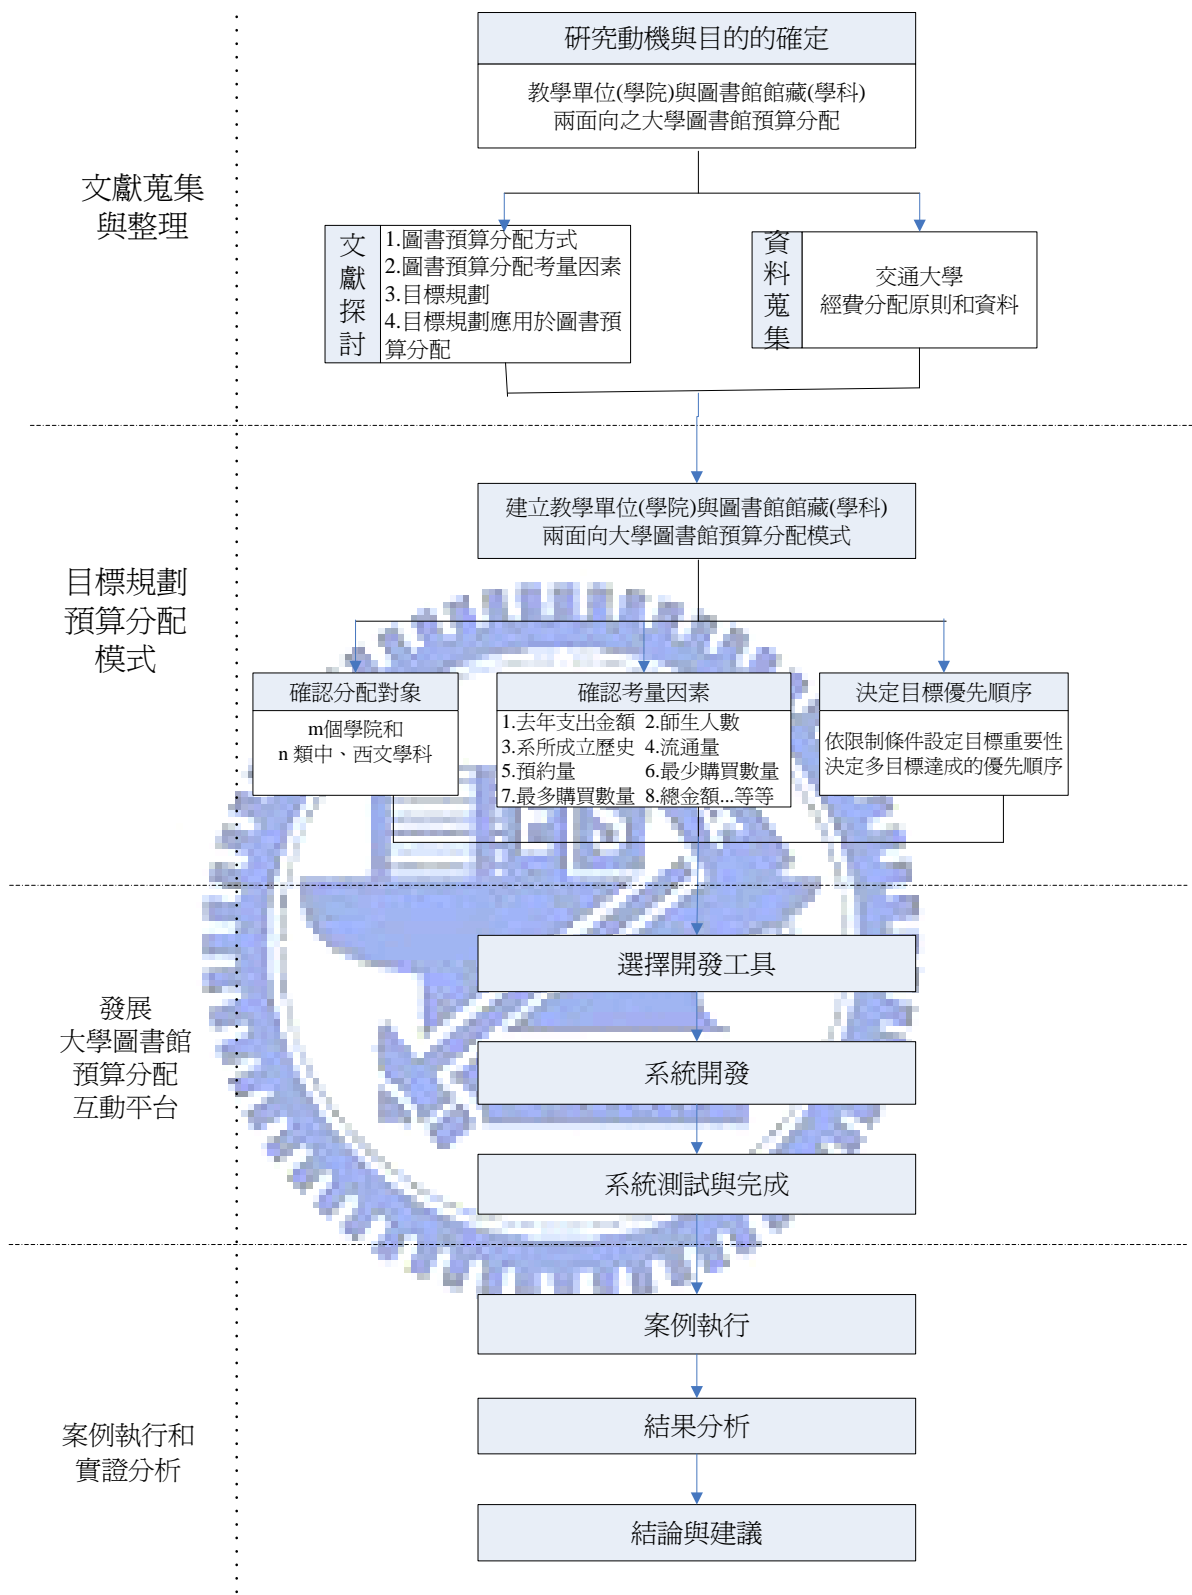 研究動機與目的的確定
教學單位(學院)與圖書館館藏(學科)
兩面向之大學圖書館預算分配
文獻蒐集
與整理
文獻探討
1.圖書預算分配方式
2.圖書預算分配考量因素
3.目標規劃
4.目標規劃應用於圖書預
算分配
資料蒐集
交通大學
經費分配原則和資料
建立教學單位(學院)與圖書館館藏(學科)
兩面向大學圖書館預算分配模式
目標規劃
預算分配
模式
確認分配對象
m個學院和
n 類中、西文學科
確認考量因素
1.去年支出金額 2.師生人數
3.系所成立歷史 4.流通量
5.預約量 6.最少購買數量
7.最多購買數量 8.總金額...等等
決定目標優先順序
依限制條件設定目標重要性
決定多目標達成的優先順序
發展
大學圖書館
預算分配
互動平台
選擇開發工具
系統開發
系統測試與完成
案例執行和
實證分析
案例執行
結果分析
結論與建議